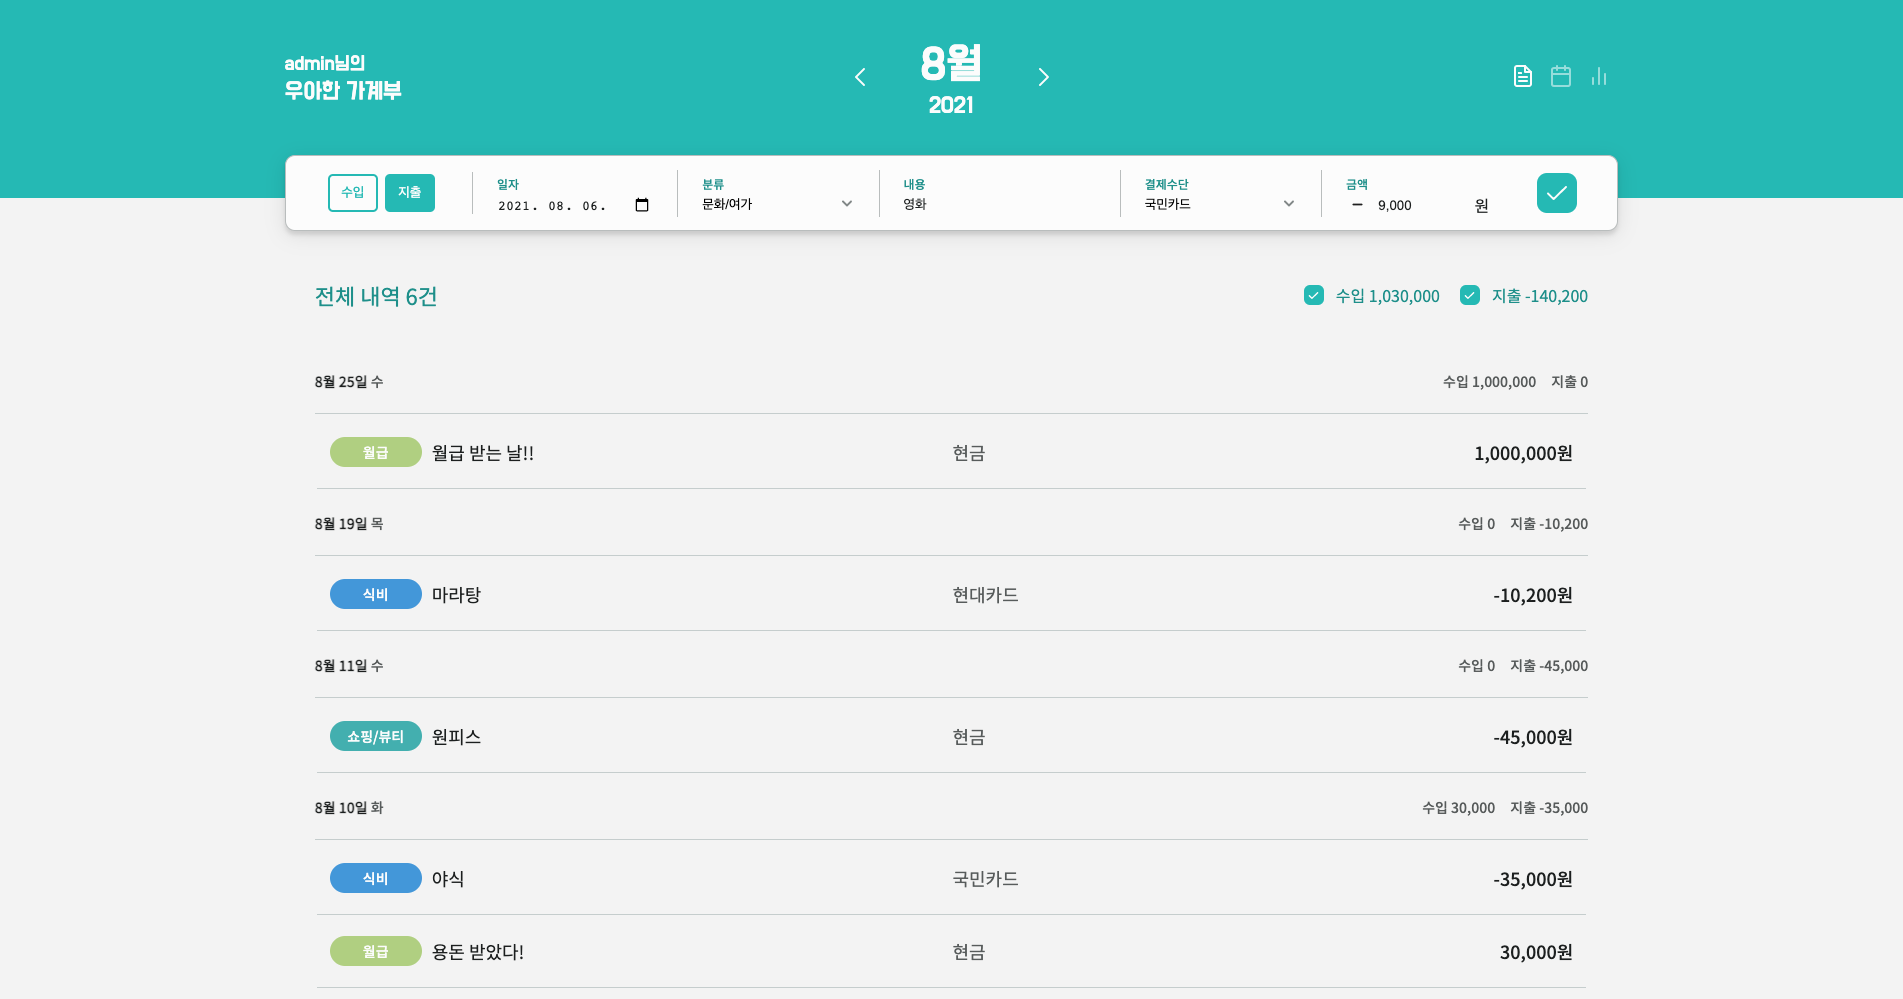 admin님의
우아한 가계부
8월
2021
수입 지출
일자
2021. 08. 06.
분류
문화/여가
내용
영화
결제수단
국민카드
금액
- 9,000 원
전체 내역 6건 수입 1,030,000 지출 -140,200
8월 25일 수 수입 1,000,000 지출 0
월급 월급 받는 날!! 현금 1,000,000원
8월 19일 목 수입 0 지출 -10,200
식비 마라탕 현대카드 -10,200원
8월 11일 수 수입 0 지출 -45,000
쇼핑/뷰티 원피스 현금 -45,000원
8월 10일 화 수입 30,000 지출 -35,000
식비 야식 국민카드 -35,000원
월급 용돈 받았다! 현금 30,000원